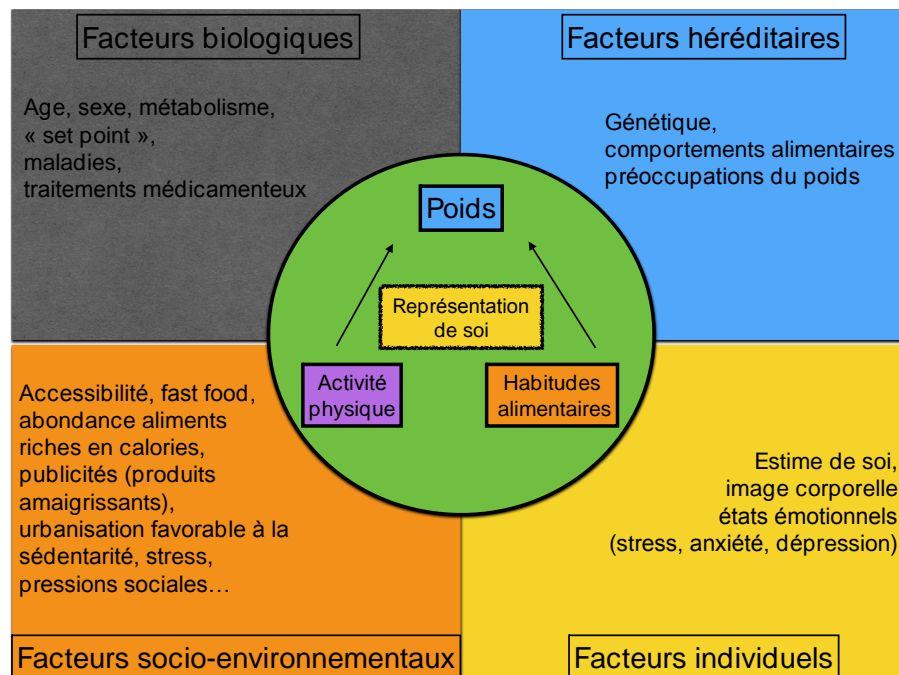 Facteurs biologiques
Age, sexe, métabolisme,
« set point »,
maladies,
traitements médicamenteux
Facteurs héréditaires
Génétique,
comportements alimentaires
préoccupations du poids
Poids
Représentation
de soi
Activité
physique
Habitudes
alimentaires
Accessibilité, fast food,
abondance aliments
riches en calories,
publicités (produits
amaigrissants),
urbanisation favorable à la
sédentarité, stress,
pressions sociales…
Facteurs socio-environnementaux
Estime de soi,
image corporelle
états émotionnels
(stress, anxiété, dépression)
Facteurs individuels